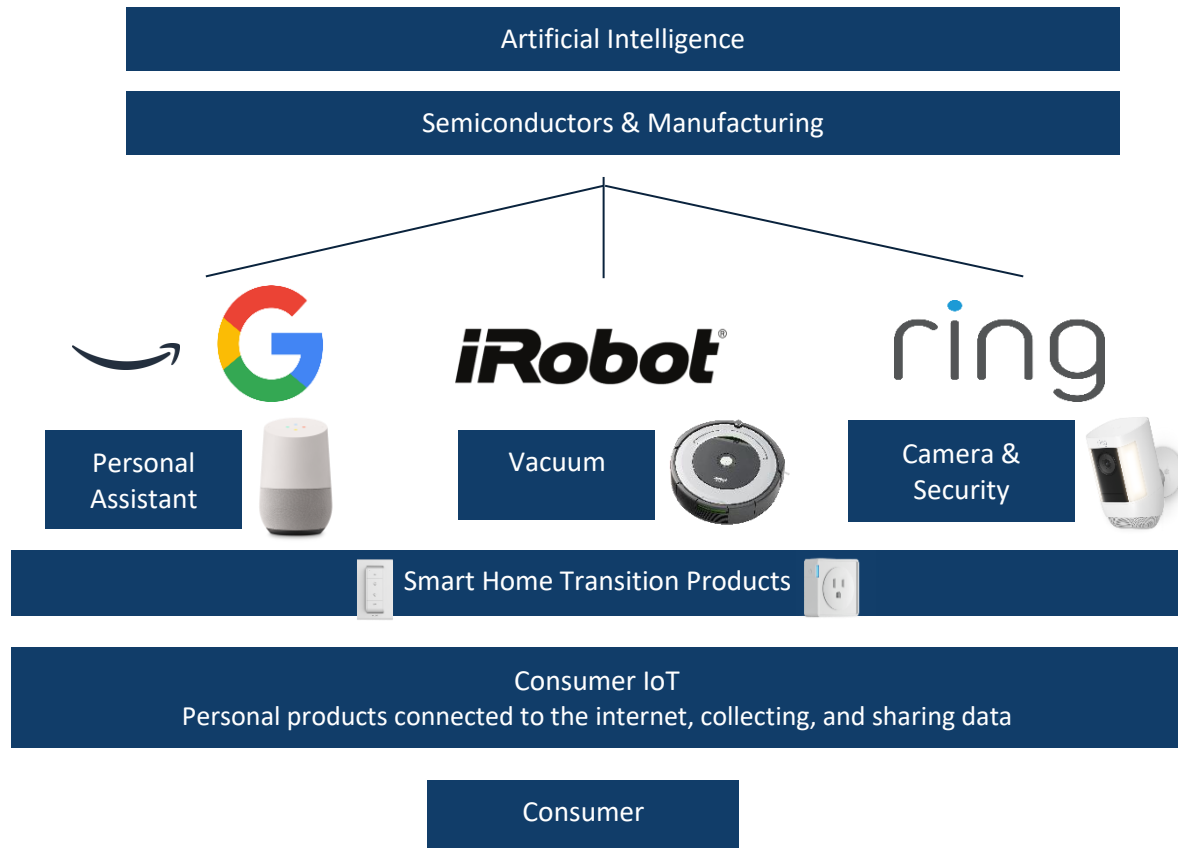 Artificial Intelligence
Semiconductors & Manufacturing
G
iRobot®
ring
Personal
Assistant
Vacuum
Camera &
Security
Smart Home Transition Products
Consumer IoT
Personal products connected to the internet, collecting, and sharing data
Consumer